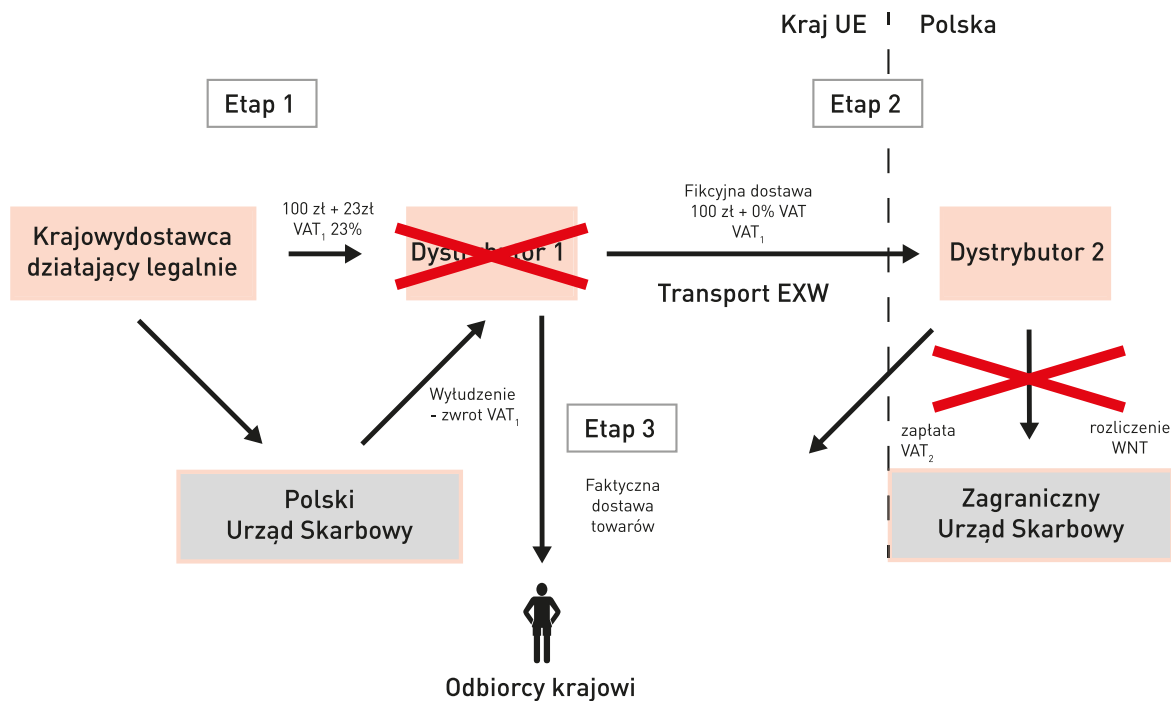 Kraj UE
Polska
Etap 1
Etap 2
100 zł + 23zł
VAT₁ 23%
Fikcyjna dostawa
100 zł + 0% VAT
VAT₁
Krajowydostawca
działający legalnie
Dystrybutor 1
Dystrybutor 2
Transport EXW
Wyłudzenie
- zwrot VAT₁
Etap 3
zapłata
VAT₂
rozliczenie
WNT
Faktyczna
dostawa
towarów
Polski
Urząd Skarbowy
Zagraniczny
Urząd Skarbowy
Odbiorcy krajowi